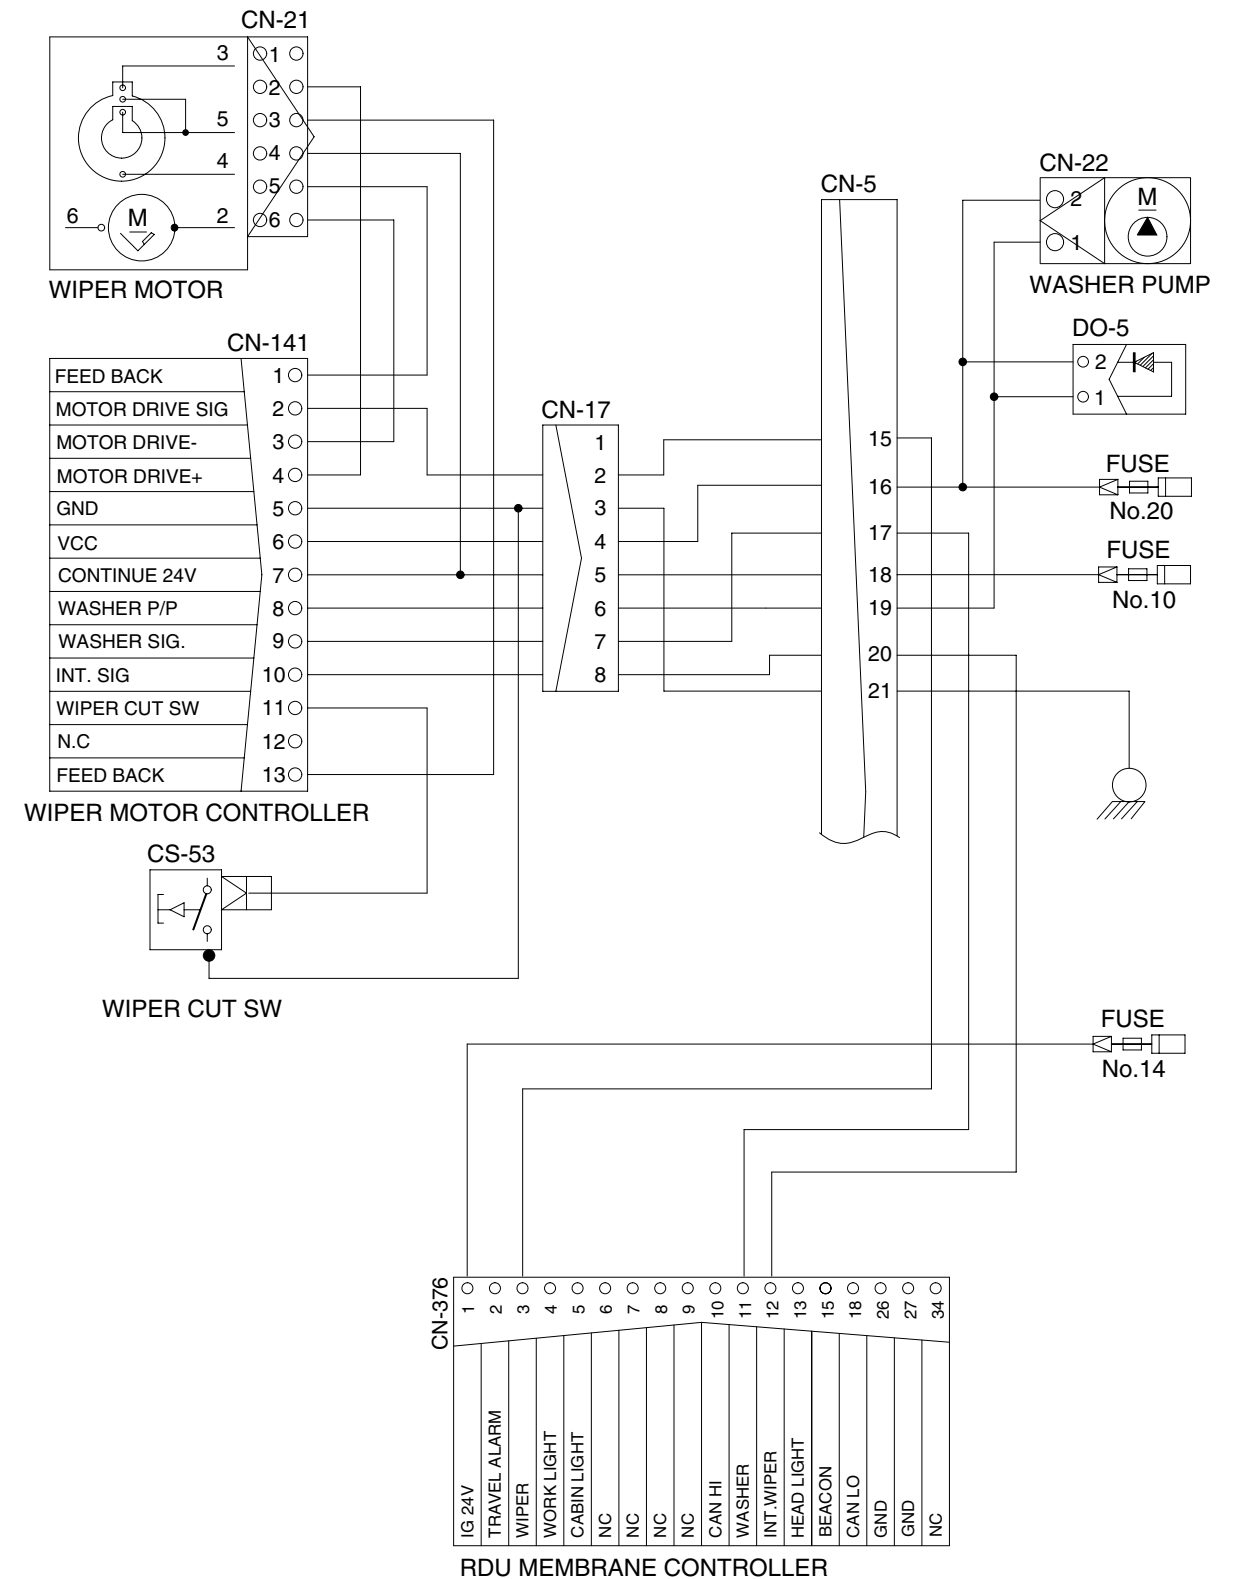 CN-21
3
5
4
6
M
2
1
2
3
4
5
6
WIPER MOTOR
CN-141
FEED BACK 1
MOTOR DRIVE SIG 2
MOTOR DRIVE- 3
MOTOR DRIVE+ 4
GND 5
VCC 6
CONTINUE 24V 7
WASHER P/P 8
WASHER SIG. 9
INT. SIG 10
WIPER CUT SW 11
N.C 12
FEED BACK 13
WIPER MOTOR CONTROLLER
CS-53
WIPER CUT SW
CN-17
1
2
3
4
5
6
7
8
CN-5
15
16
17
18
19
20
21
CN-22
2
1
M
WASHER PUMP
DO-5
2
1
FUSE
No.20
FUSE
No.10
FUSE
No.14
CN-376
1 IG 24V
2 TRAVEL ALARM
3 WIPER
4 WORK LIGHT
5 CABIN LIGHT
6 NC
7 NC
8 NC
9 NC
10 CAN HI
11 WASHER
12 INT.WIPER
13 HEAD LIGHT
15 BEACON
18 CAN LO
26 GND
27 GND
34 NC
RDU MEMBRANE CONTROLLER